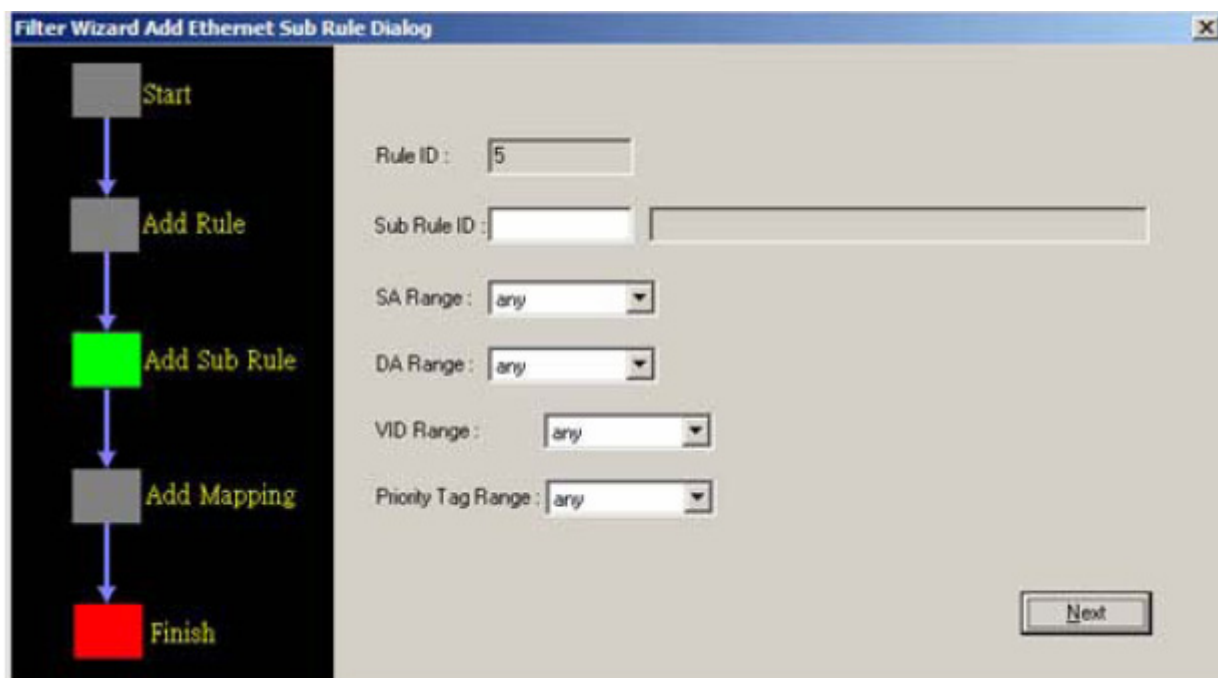 Filter Wizard Add Ethernet Sub Rule Dialog
Start
Add Rule
Add Sub Rule
Add Mapping
Finish
Rule ID : 5
Sub Rule ID :
SA Range : any
DA Range : any
VID Range : any
Priority Tag Range : any
Next